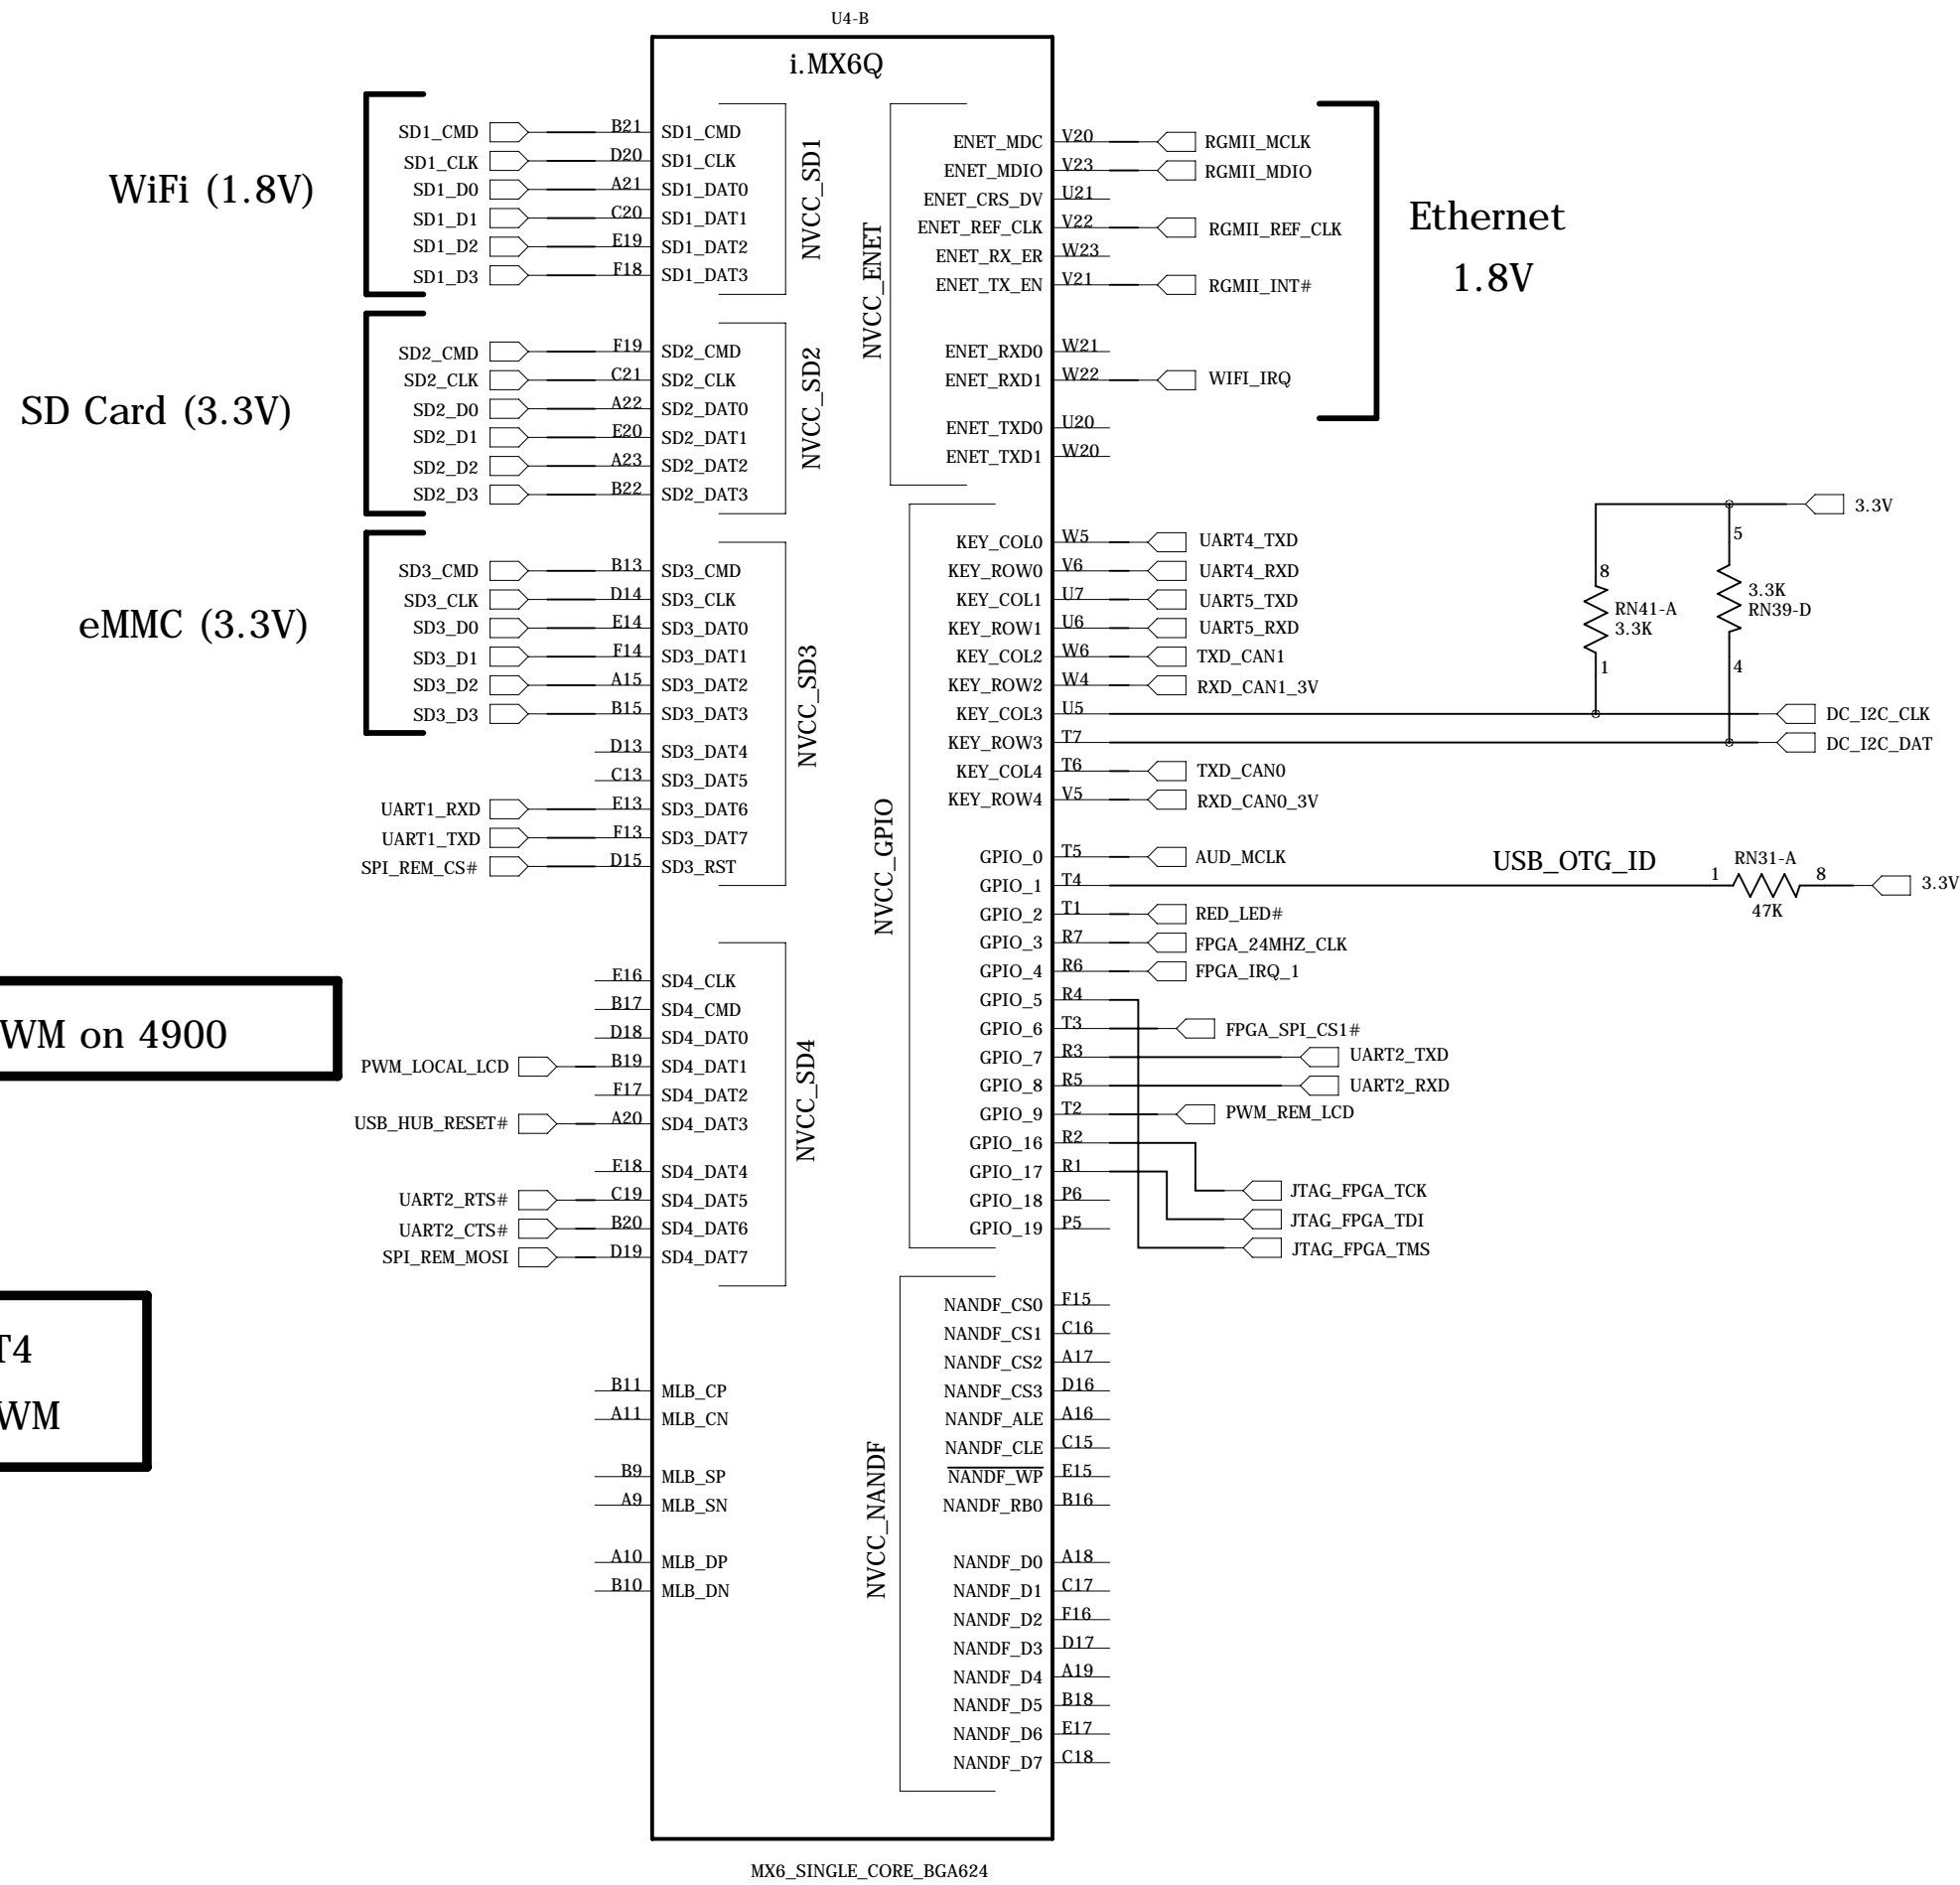 U4-B
i.MX6Q
WiFi (1.8V)
SD1_CMD B21 SD1_CMD
SD1_CLK D20 SD1_CLK
SD1_D0 A21 SD1_DAT0
SD1_D1 C20 SD1_DAT1
SD1_D2 E19 SD1_DAT2
SD1_D3 F18 SD1_DAT3
NVCC_SD1
SD Card (3.3V)
SD2_CMD F19 SD2_CMD
SD2_CLK C21 SD2_CLK
SD2_D0 A22 SD2_DAT0
SD2_D1 E20 SD2_DAT1
SD2_D2 A23 SD2_DAT2
SD2_D3 B22 SD2_DAT3
NVCC_SD2
eMMC (3.3V)
SD3_CMD B13 SD3_CMD
SD3_CLK D14 SD3_CLK
SD3_D0 E14 SD3_DAT0
SD3_D1 F14 SD3_DAT1
SD3_D2 A15 SD3_DAT2
SD3_D3 B15 SD3_DAT3
D13 SD3_DAT4
C13 SD3_DAT5
UART1_RXD E13 SD3_DAT6
UART1_TXD F13 SD3_DAT7
SPI_REM_CS# D15 SD3_RST
NVCC_SD3
WM on 4900
E16 SD4_CLK
B17 SD4_CMD
D18 SD4_DAT0
PWM_LOCAL_LCD B19 SD4_DAT1
F17 SD4_DAT2
USB_HUB_RESET# A20 SD4_DAT3
E18 SD4_DAT4
UART2_RTS# C19 SD4_DAT5
UART2_CTS# B20 SD4_DAT6
SPI_REM_MOSI D19 SD4_DAT7
NVCC_SD4
T4
WM
B11 MLB_CP
A11 MLB_CN
B9 MLB_SP
A9 MLB_SN
A10 MLB_DP
B10 MLB_DN
NVCC_ENET
ENET_MDC V20 RGMII_MCLK
ENET_MDIO V23 RGMII_MDIO
ENET_CRS_DV U21
ENET_REF_CLK V22 RGMII_REF_CLK
ENET_RX_ER W23
ENET_TX_EN V21 RGMII_INT#
ENET_RXD0 W21
ENET_RXD1 W22 WIFI_IRQ
ENET_TXD0 U20
ENET_TXD1 W20
Ethernet
1.8V
NVCC_GPIO
KEY_COL0 W5 UART4_TXD
KEY_ROW0 V6 UART4_RXD
KEY_COL1 U7 UART5_TXD
KEY_ROW1 U6 UART5_RXD
KEY_COL2 W6 TXD_CAN1
KEY_ROW2 W4 RXD_CAN1_3V
KEY_COL3 U5 DC_I2C_CLK
KEY_ROW3 T7 DC_I2C_DAT
KEY_COL4 T6 TXD_CAN0
KEY_ROW4 V5 RXD_CAN0_3V
3.3V
8
RN41-A
3.3K
1
5
3.3K
RN39-D
4
GPIO_0 T5 AUD_MCLK
GPIO_1 T4 USB_OTG_ID 1 RN31-A 8 3.3V
47K
GPIO_2 T1 RED_LED#
GPIO_3 R7 FPGA_24MHZ_CLK
GPIO_4 R6 FPGA_IRQ_1
GPIO_5 R4
GPIO_6 T3 FPGA_SPI_CS1#
GPIO_7 R3 UART2_TXD
GPIO_8 R5 UART2_RXD
GPIO_9 T2 PWM_REM_LCD
GPIO_16 R2
GPIO_17 R1
GPIO_18 P6
GPIO_19 P5
JTAG_FPGA_TCK
JTAG_FPGA_TDI
JTAG_FPGA_TMS
NVCC_NANDF
NANDF_CS0 F15
NANDF_CS1 C16
NANDF_CS2 A17
NANDF_CS3 D16
NANDF_ALE A16
NANDF_CLE C15
NANDF_WP E15
NANDF_RB0 B16
NANDF_D0 A18
NANDF_D1 C17
NANDF_D2 F16
NANDF_D3 D17
NANDF_D4 A19
NANDF_D5 B18
NANDF_D6 E17
NANDF_D7 C18
MX6_SINGLE_CORE_BGA624